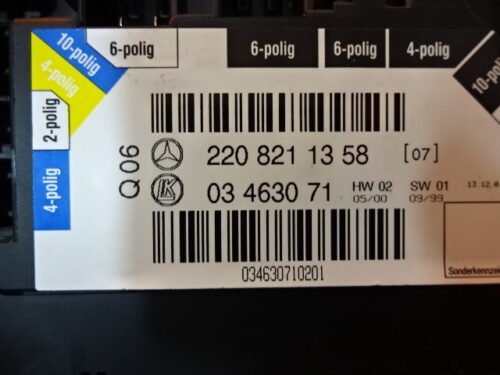 10-polig
4-polig
2-polig
4-polig
6-polig
6-polig
6-polig
4-polig
10-polig
Q06
220 821 13 58 [07]
LK
03 4630 71 HW 02 SW 01
05/00 09/99
034630710201